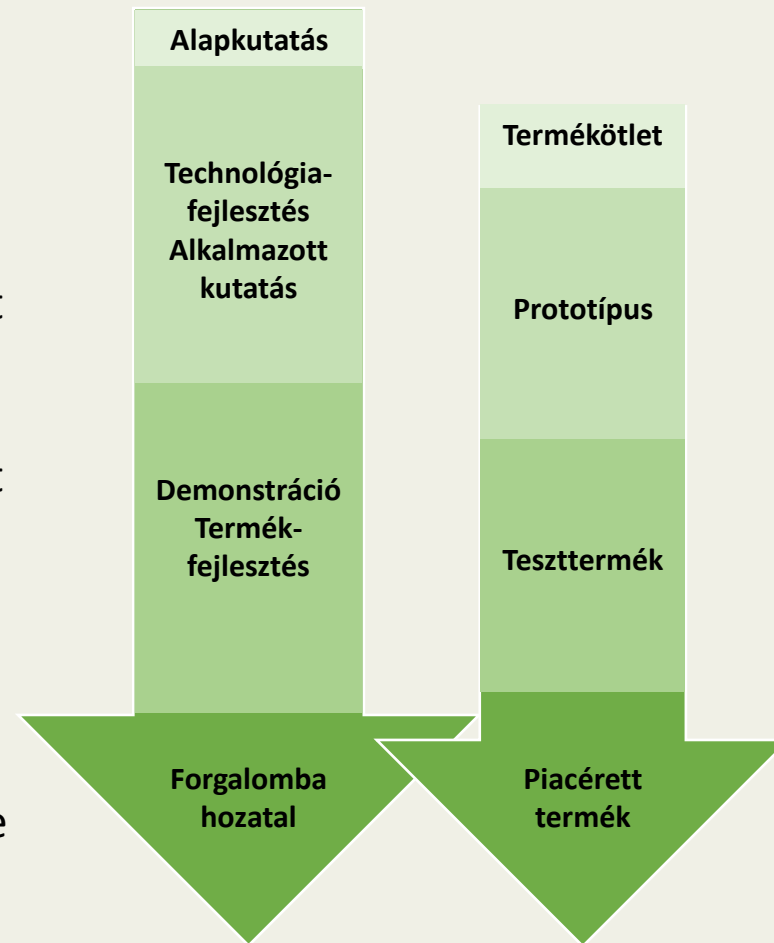 Alapkutatás
Technológia-
fejlesztés
Alkalmazott
kutatás
Demonstráció
Termék-
fejlesztés
Forgalomba
hozatal
Termékötlet
Prototípus
Teszttermék
Piacérett
termék